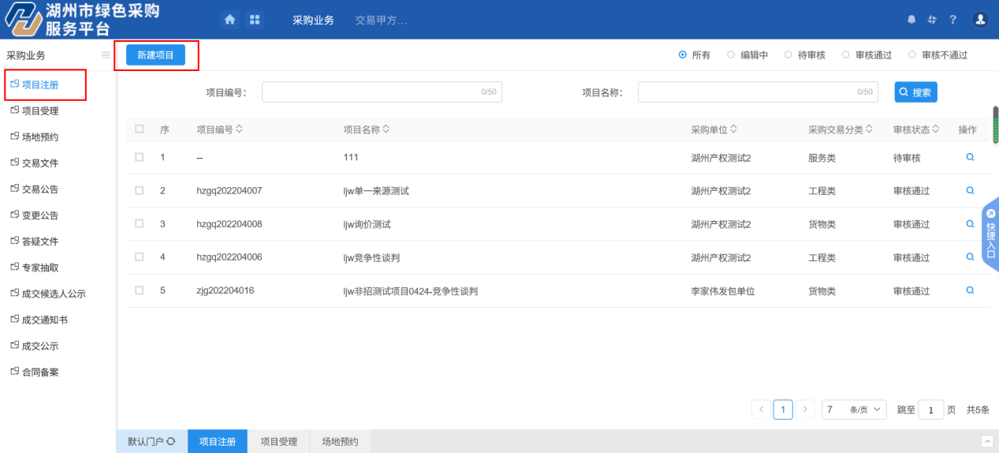 湖州市绿色采购
服务平台
采购业务 交易甲方...
?
采购业务
新建项目
所有 编辑中 待审核 审核通过 审核不通过
项目注册
项目受理
场地预约
交易文件
交易公告
变更公告
答疑文件
专家抽取
成交候选人公示
成交通知书
成交公示
合同备案
项目编号: 0/50 项目名称: 0/50 搜索
序 项目编号 项目名称 采购单位 采购交易分类 审核状态 操作
1 -- 111 湖州产权测试2 服务类 待审核
2 hzgq202204007 ljw单一来源测试 湖州产权测试2 工程类 审核通过
3 hzgq202204008 ljw询价测试 湖州产权测试2 货物类 审核通过
4 hzgq202204006 ljw竞争性谈判 湖州产权测试2 工程类 审核通过
5 zjg202204016 ljw非招测试项目0424-竞争性谈判 李家伟发包单位 货物类 审核通过
快捷入口
< 1 > 7 条/页 跳至 1 页 共5条
默认门户 项目注册 项目受理 场地预约